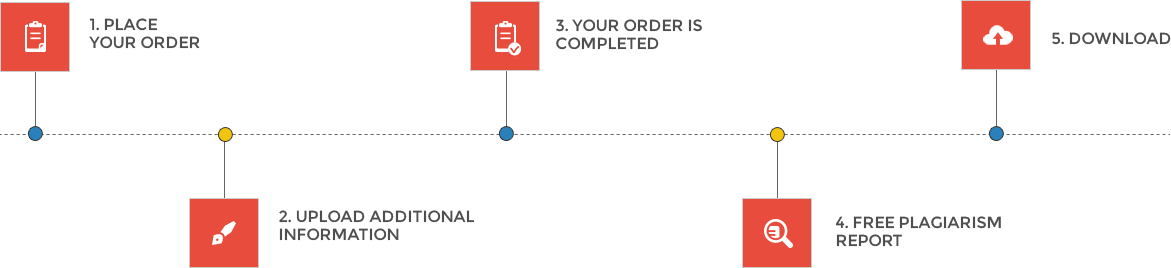 1. PLACE
YOUR ORDER
2. UPLOAD ADDITIONAL
INFORMATION
3. YOUR ORDER IS
COMPLETED
4. FREE PLAGIARISM
REPORT
5. DOWNLOAD